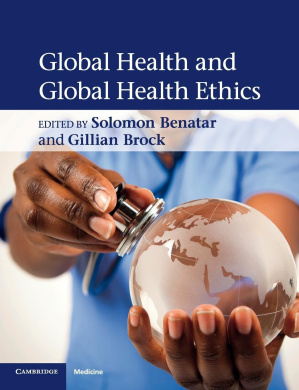 Global Health and
Global Health Ethics
EDITED BY Solomon Benatar
and Gillian Brock
CAMBRIDGE Medicine